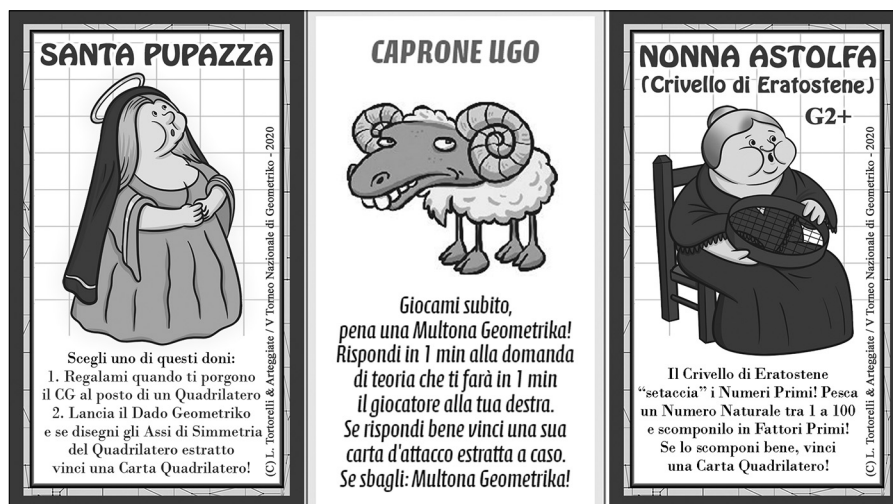 SANTA PUPAZZA
Scegli uno di questi doni:
1. Regalami quando ti porgono
il CG al posto di un Quadrilatero
2. Lancia il Dado Geometriko
e se disegni gli Assi di Simmetria
del Quadrilatero estratto
vinci una Carta Quadrilatero!
(C) L. Tortorelli & Arteggiate / V Torneo Nazionale di Geometriko - 2020
CAPRONE UGO
Giocami subito,
pena una Multona Geometrika!
Rispondi in 1 min alla domanda
di teoria che ti farà in 1 min
il giocatore alla tua destra.
Se rispondi bene vinci una sua
carta d'attacco estratta a caso.
Se sbagli: Multona Geometrika!
NONNA ASTOLFA
(Crivello di Eratostene)
G2+
Il Crivello di Eratostene
“setaccia” i Numeri Primi! Pesca
un Numero Naturale tra 1 a 100
e scomponilo in Fattori Primi!
Se lo scomponi bene, vinci
una Carta Quadrilatero!
(C) L. Tortorelli & Arteggiate / V Torneo Nazionale di Geometriko - 2020